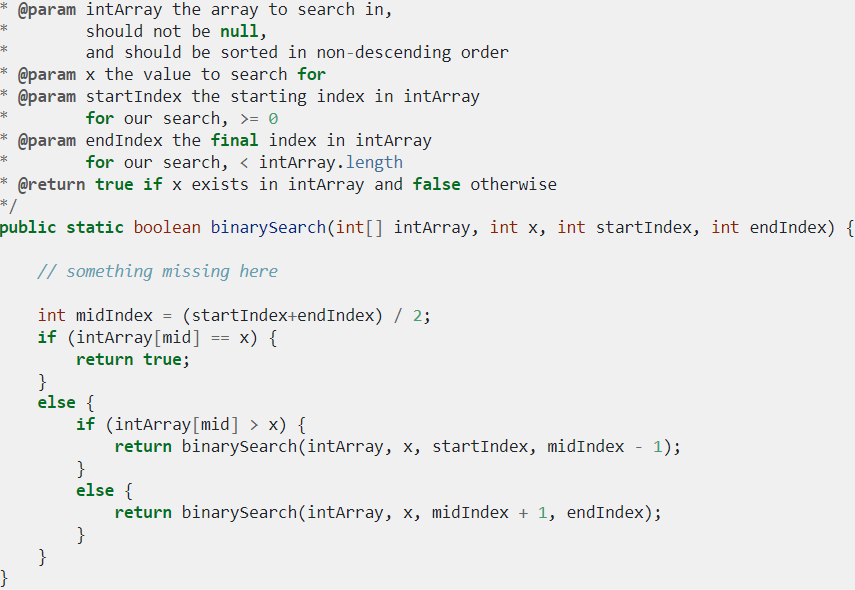 * @param intArray the array to search in,
*        should not be null,
*        and should be sorted in non-descending order
* @param x the value to search for
* @param startIndex the starting index in intArray
*        for our search, >= 0
* @param endIndex the final index in intArray
*        for our search, < intArray.length
* @return true if x exists in intArray and false otherwise
*/
public static boolean binarySearch(int[] intArray, int x, int startIndex, int endIndex) {
    // something missing here
    int midIndex = (startIndex+endIndex) / 2;
    if (intArray[mid] == x) {
        return true;
    }
    else {
        if (intArray[mid] > x) {
            return binarySearch(intArray, x, startIndex, midIndex - 1);
        }
        else {
            return binarySearch(intArray, x, midIndex + 1, endIndex);
        }
    }
}